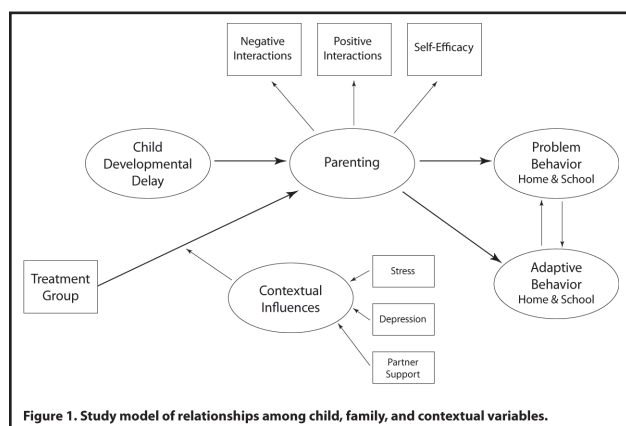 Negative
Interactions
Positive
Interactions
Self-Efficacy
Child
Developmental
Delay
Parenting
Problem
Behavior
Home & School
Treatment
Group
Contextual
Influences
Stress
Depression
Partner
Support
Adaptive
Behavior
Home & School
Figure 1. Study model of relationships among child, family, and contextual variables.